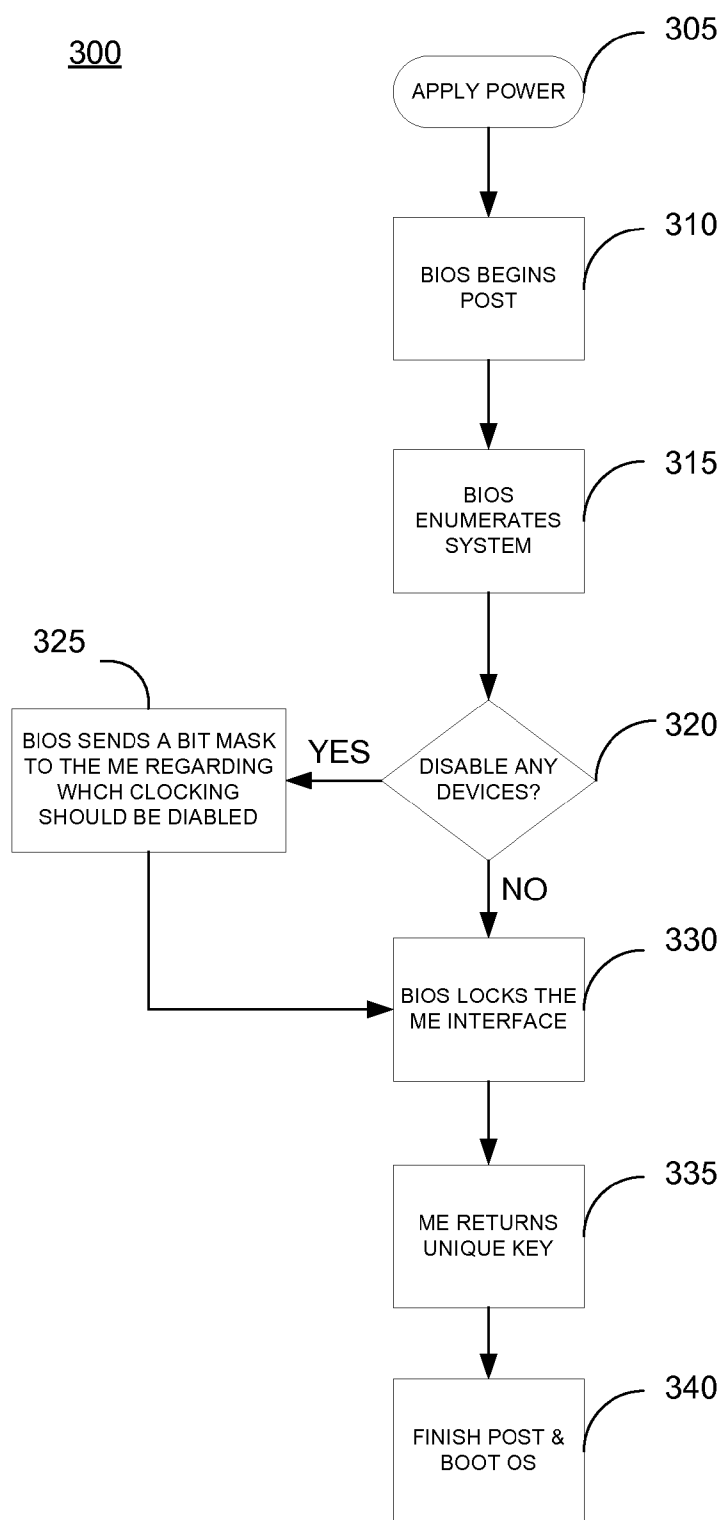 300
305
APPLY POWER
310
BIOS BEGINS
POST
315
BIOS
ENUMERATES
SYSTEM
320
DISABLE ANY
DEVICES?
YES
325
BIOS SENDS A BIT MASK
TO THE ME REGARDING
WHCH CLOCKING
SHOULD BE DIABLED
NO
330
BIOS LOCKS THE
ME INTERFACE
335
ME RETURNS
UNIQUE KEY
340
FINISH POST &
BOOT OS